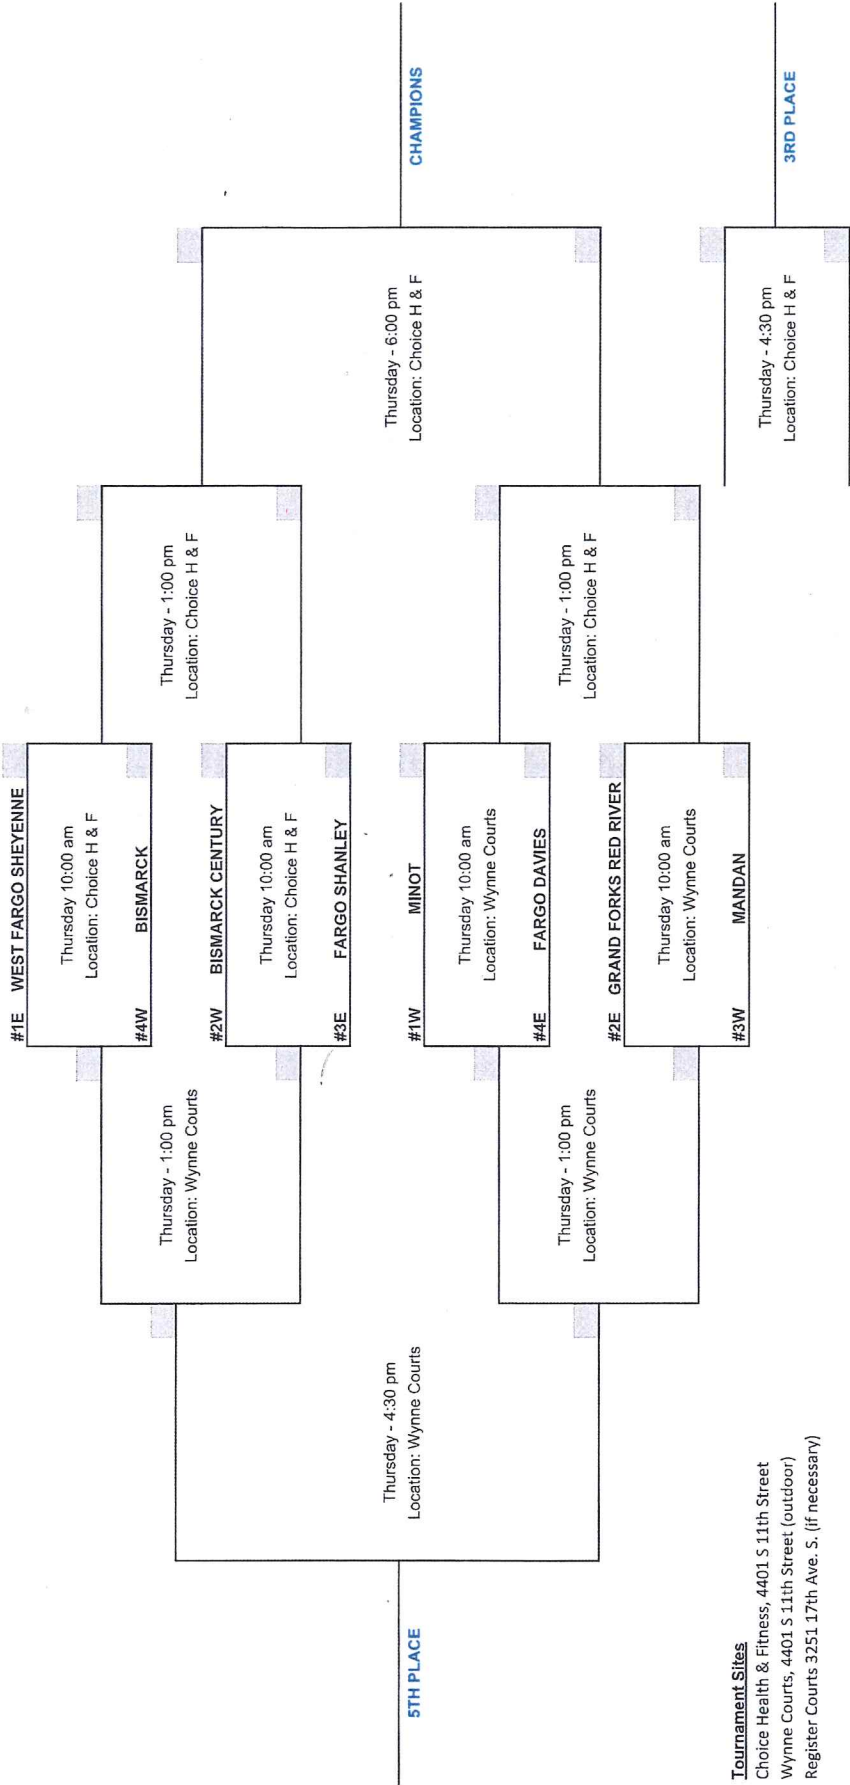 #1E WEST FARGO SHEYENNE
Thursday 10:00 am
Location: Choice H & F
#4W BISMARCK
#2W BISMARCK CENTURY
Thursday 10:00 am
Location: Choice H & F
#3E FARGO SHANLEY
#1W MINOT
Thursday 10:00 am
Location: Wynne Courts
#4E FARGO DAVIES
#2E GRAND FORKS RED RIVER
Thursday 10:00 am
Location: Wynne Courts
#3W MANDAN
Thursday - 1:00 pm
Location: Choice H & F
Thursday - 1:00 pm
Location: Choice H & F
Thursday - 6:00 pm
Location: Choice H & F
CHAMPIONS
Thursday - 4:30 pm
Location: Choice H & F
3RD PLACE
Thursday - 1:00 pm
Location: Wynne Courts
Thursday - 1:00 pm
Location: Wynne Courts
Thursday - 4:30 pm
Location: Wynne Courts
5TH PLACE
Tournament Sites
Choice Health & Fitness, 4401 S 11th Street
Wynne Courts, 4401 S 11th Street (outdoor)
Register Courts 3251 17th Ave. S. (if necessary)